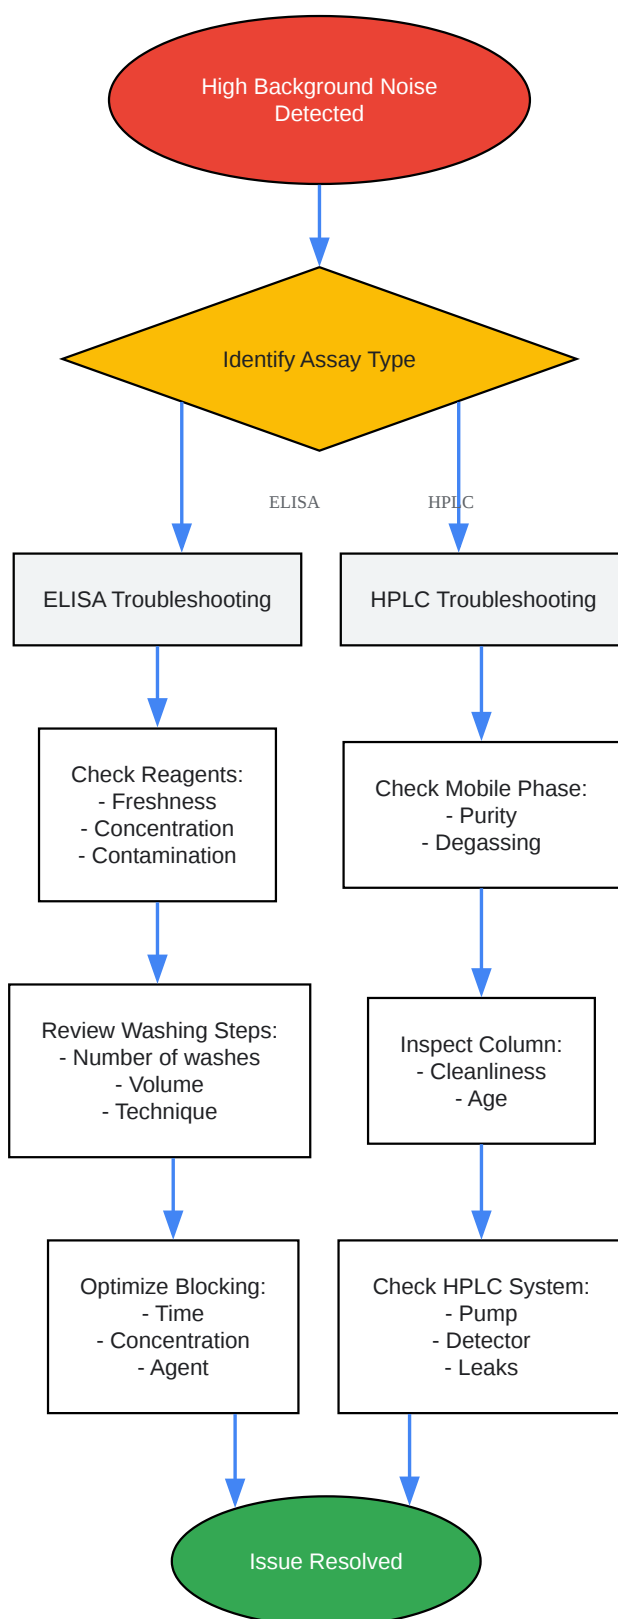 High Background Noise
Detected
Identify Assay Type
ELISA
HPLC
ELISA Troubleshooting
HPLC Troubleshooting
Check Reagents:
- Freshness
- Concentration
- Contamination
Check Mobile Phase:
- Purity
- Degassing
Review Washing Steps:
- Number of washes
- Volume
- Technique
Inspect Column:
- Cleanliness
- Age
Optimize Blocking:
- Time
- Concentration
- Agent
Check HPLC System:
- Pump
- Detector
- Leaks
Issue Resolved